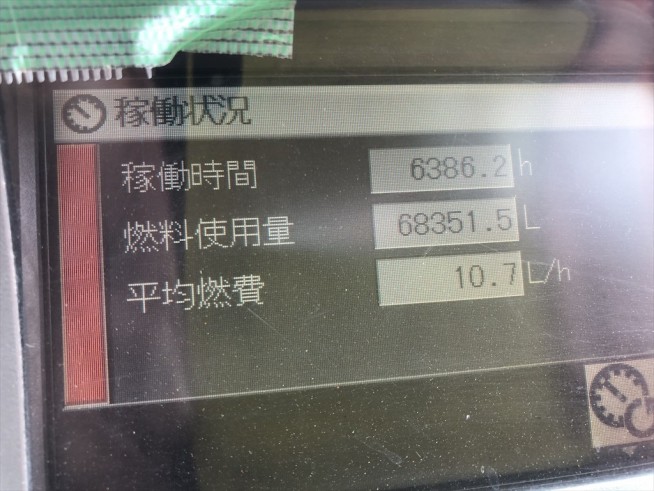 稼働状況
稼働時間 6386.2 h
燃料使用量 68351.5 L
平均燃費 10.7 L/h